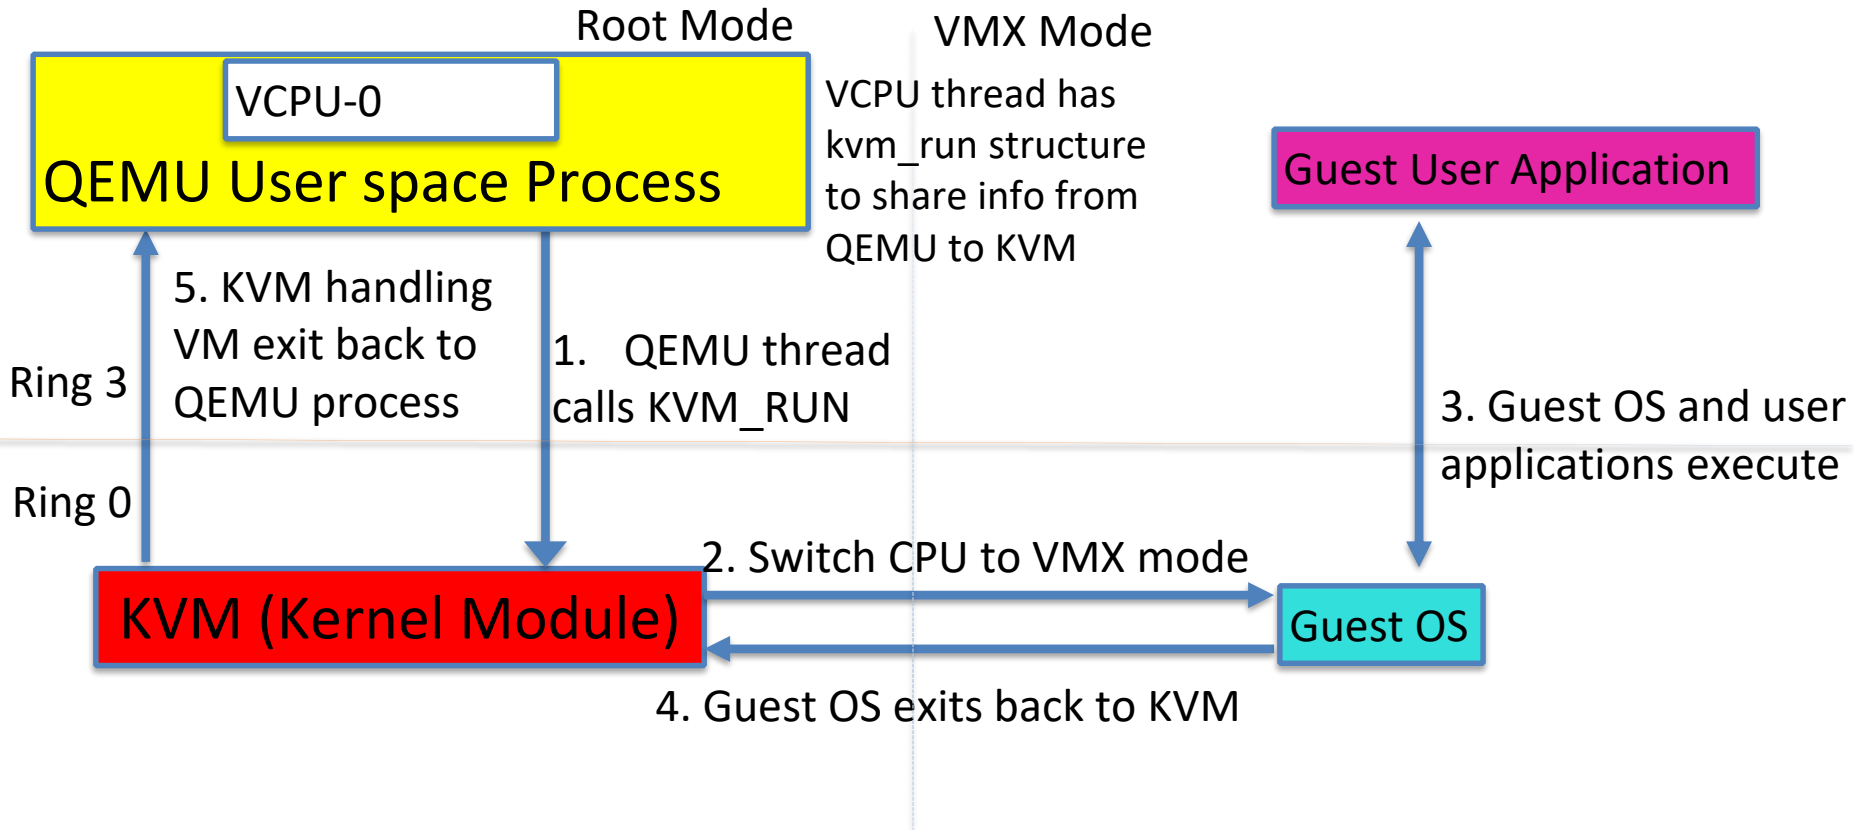 Root Mode
VMX Mode
VCPU-0
QEMU User space Process
VCPU thread has
kvm_run structure
to share info from
QEMU to KVM
Guest User Application
5. KVM handling
VM exit back to
QEMU process
1. QEMU thread
calls KVM_RUN
Ring 3
3. Guest OS and user
applications execute
Ring 0
2. Switch CPU to VMX mode
KVM (Kernel Module)
Guest OS
4. Guest OS exits back to KVM